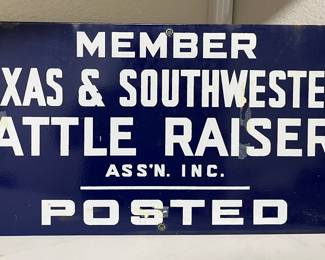 MEMBER
XAS & SOUTHWESTE
ATTLE RAISER
ASS'N. INC.
POSTED